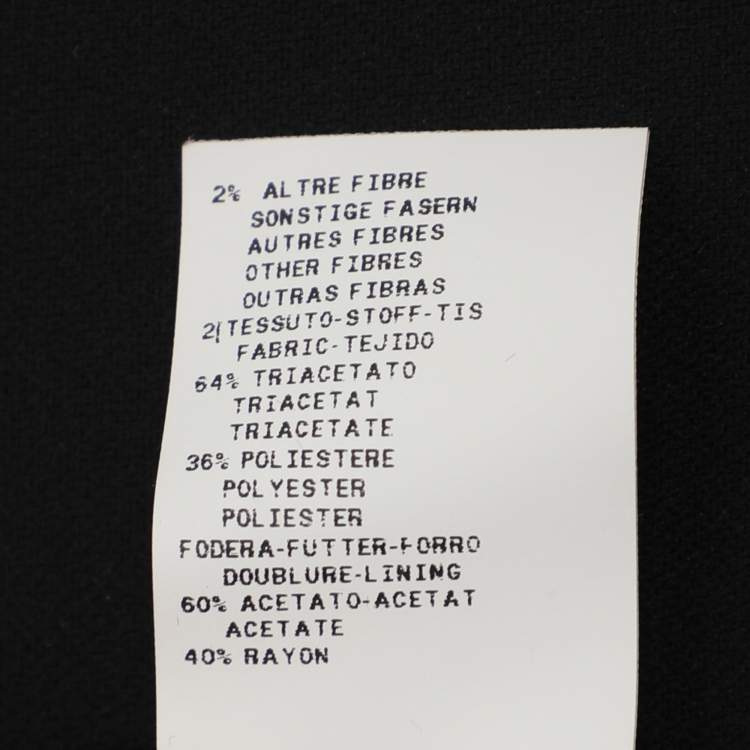 2% ALTRE FIBRE
SONSTIGE FASERN
AUTRES FIBRES
OTHER FIBRES
OUTRAS FIBRAS
2(TESSUTO-STOFF-TIS
FABRIC-TEJIDO
64% TRIACETATO
TRIACETAT
TRIACETATE
36% POLIESTERE
POLYESTER
POLIESTER
FODERA-FUTTER-FORRO
DOUBLURE-LINING
60% ACETATO-ACETAT
ACETATE
40% RAYON